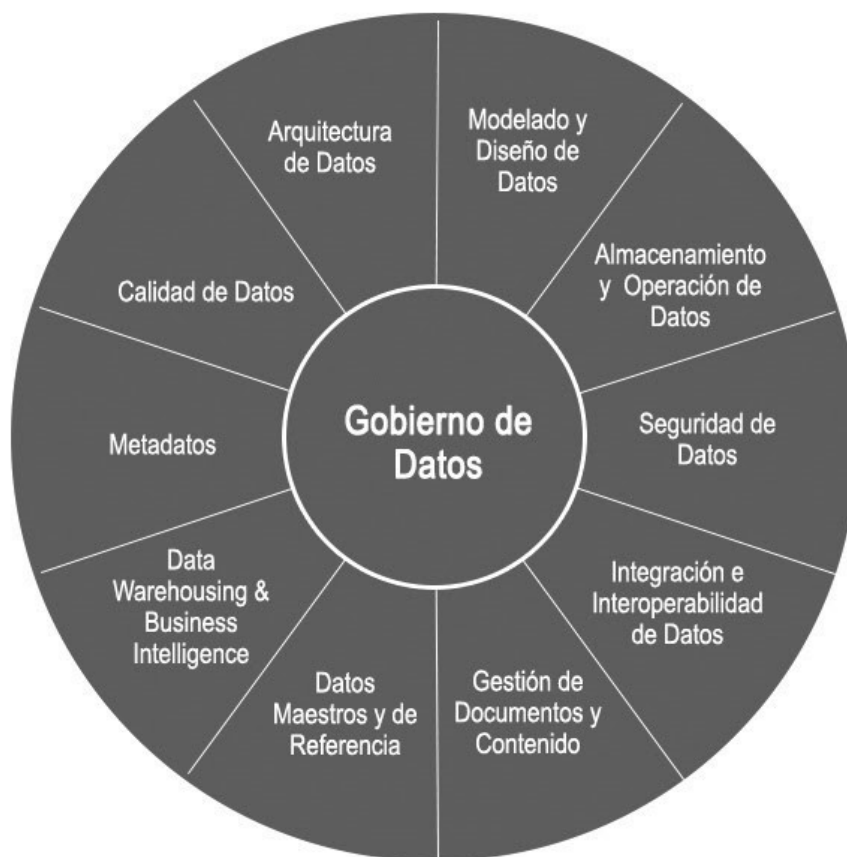 Arquitectura
de Datos
Modelado y
Diseño de
Datos
Almacenamiento
y Operación de
Datos
Seguridad de
Datos
Integración e
Interoperabilidad
de Datos
Gestión de
Documentos y
Contenido
Datos
Maestros y de
Referencia
Data
Warehousing &
Business
Intelligence
Metadatos
Calidad de Datos
Gobierno de
Datos